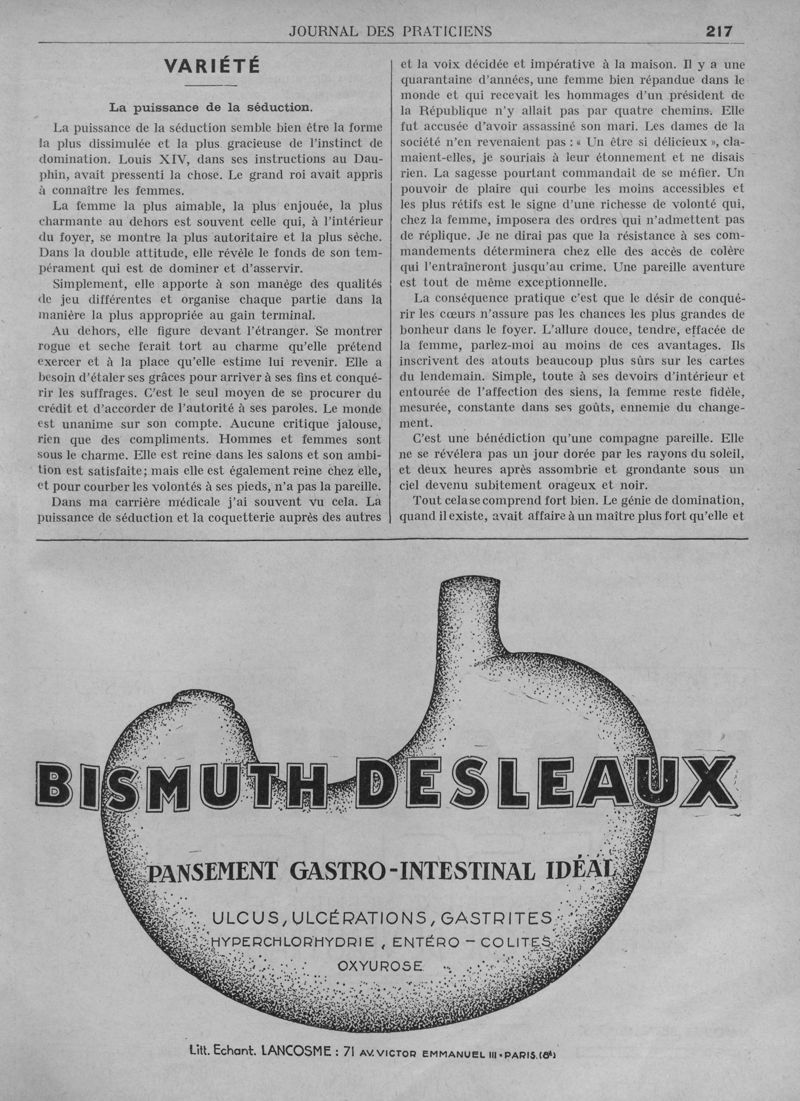 JOURNAL DES PRATICIENS 217
VARIÉTÉ
La puissance de la séduction.
La puissance de la séduction semble bien être la forme
la plus dissimulée et la plus gracieuse de l'instinct de
domination. Louis XIV, dans ses instructions au Dau-
phin, avait pressenti la chose. Le grand roi avait appris
à connaître les femmes.
La femme la plus aimable, la plus enjouée, la plus
charmante au dehors est souvent celle qui, à l'intérieur
du foyer, se montre la plus autoritaire et la plus sèche.
Dans la double attitude, elle révèle le fonds de son tem-
pérament qui est de dominer et d'asservir.
Simplement, elle apporte à son manège des qualités
de jeu différentes et organise chaque partie dans la
manière la plus appropriée au gain terminal.
Au dehors, elle figure devant l'étranger. Se montrer
rogue et seche ferait tort au charme qu'elle prétend
exercer et à la place qu'elle estime lui revenir. Elle a
besoin d'étaler ses grâces pour arriver à ses fins et conqué-
rir les suffrages. C'est le seul moyen de se procurer du
crédit et d'accorder de l'autorité à ses paroles. Le monde
est unanime sur son compte. Aucune critique jalouse,
rien que des compliments. Hommes et femmes sont
sous le charme. Elle est reine dans les salons et son ambi-
tion est satisfaite; mais elle est également reine chez elle,
et pour courber les volontés à ses pieds, n'a pas la pareille.
Dans ma carrière médicale j'ai souvent vu cela. La
puissance de séduction et la coquetterie auprès des autres
et la voix décidée et impérative à la maison. Il y a une
quarantaine d'années, une femme bien répandue dans le
monde et qui recevait les hommages d'un président de
la République n'y allait pas par quatre chemins. Elle
fut accusée d'avoir assassiné son mari. Les dames de la
société n'en revenaient pas : « Un être si délicieux », cla-
maient-elles, je souriais à leur étonnement et ne disais
rien. La sagesse pourtant commandait de se méfier. Un
pouvoir de plaire qui courbe les moins accessibles et
les plus rétifs est le signe d'une richesse de volonté qui,
chez la femme, imposera des ordres qui n'admettent pas
de réplique. Je ne dirai pas que la résistance à ses com-
mandements déterminera chez elle des accès de colère
qui l'entraîneront jusqu'au crime. Une pareille aventure
est tout de même exceptionnelle.
La conséquence pratique c'est que le désir de conqué-
rir les cœurs n'assure pas les chances les plus grandes de
bonheur dans le foyer. L'allure douce, tendre, effacée de
la femme, parlez-moi au moins de ces avantages. Ils
inscrivent des atouts beaucoup plus sûrs sur les cartes
du lendemain. Simple, toute à ses devoirs d'intérieur et
entourée de l'affection des siens, la femme reste fidèle,
mesurée, constante dans ses goûts, ennemie du change-
ment.
C'est une bénédiction qu'une compagne pareille. Elle
ne se révélera pas un jour dorée par les rayons du soleil,
et deux heures après assombrie et grondante sous un
ciel devenu subitement orageux et noir.
Tout cela se comprend fort bien. Le génie de domination,
quand il existe, avait affaire à un maître plus fort qu'elle et
BISMUTH DESLEAUX
PANSEMENT GASTRO-INTESTINAL IDÉAL
ULCUS, ULCÉRATIONS, GASTRITES
HYPERCHLORHYDRIE, ENTÉRO-COLITES
OXYUROSE
Litt. Echant. LANCOSME : 71 AV. VICTOR EMMANUEL III • PARIS. (8e)